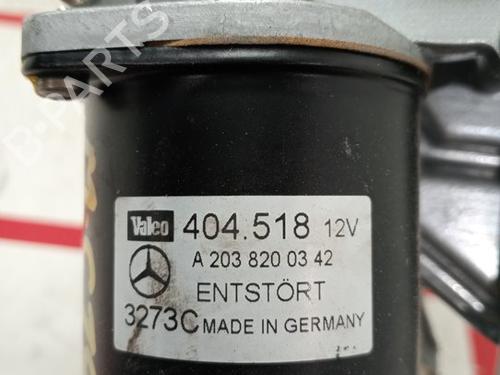 B-PARTS
Valeo 404.518 12V
A 203 820 03 42
ENTSTÖRT
3273C MADE IN GERMANY